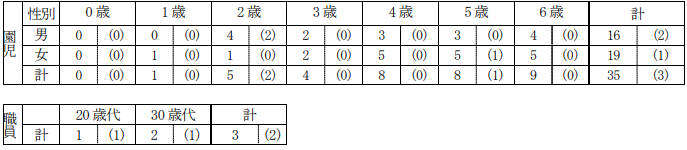 園児 性別 0歳 1歳 2歳 3歳 4歳 5歳 6歳 計
男 0 (0) 0 (0) 4 (2) 2 (0) 3 (0) 3 (0) 4 (0) 16 (2)
女 0 (0) 1 (0) 1 (0) 2 (0) 5 (0) 5 (1) 5 (0) 19 (1)
計 0 (0) 1 (0) 5 (2) 4 (0) 8 (0) 8 (1) 9 (0) 35 (3)
職員 20歳代 30歳代 計
計 1 (1) 2 (1) 3 (2)